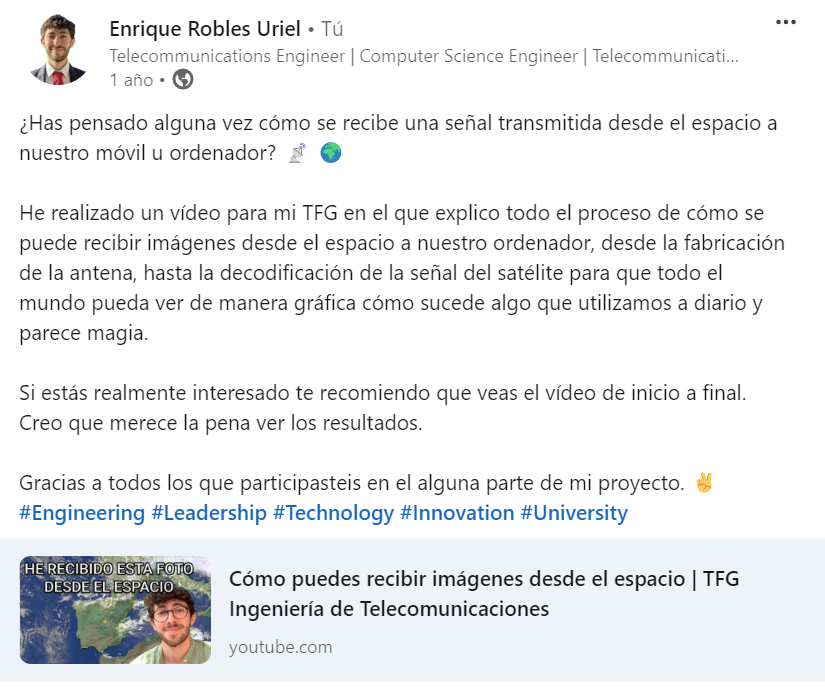 Enrique Robles Uriel • Tú
Telecommunications Engineer | Computer Science Engineer | Telecommunicati...
1 año •
¿Has pensado alguna vez cómo se recibe una señal transmitida desde el espacio a
nuestro móvil u ordenador? 📡 🌍
He realizado un vídeo para mi TFG en el que explico todo el proceso de cómo se
puede recibir imágenes desde el espacio a nuestro ordenador, desde la fabricación
de la antena, hasta la decodificación de la señal del satélite para que todo el
mundo pueda ver de manera gráfica cómo sucede algo que utilizamos a diario y
parece magia.
Si estás realmente interesado te recomiendo que veas el vídeo de inicio a final.
Creo que merece la pena ver los resultados.
Gracias a todos los que participasteis en el alguna parte de mi proyecto. ✌️
#Engineering #Leadership #Technology #Innovation #University
HE RECIBIDO ESTA FOTO
DESDE EL ESPACIO
Cómo puedes recibir imágenes desde el espacio | TFG
Ingeniería de Telecomunicaciones
youtube.com